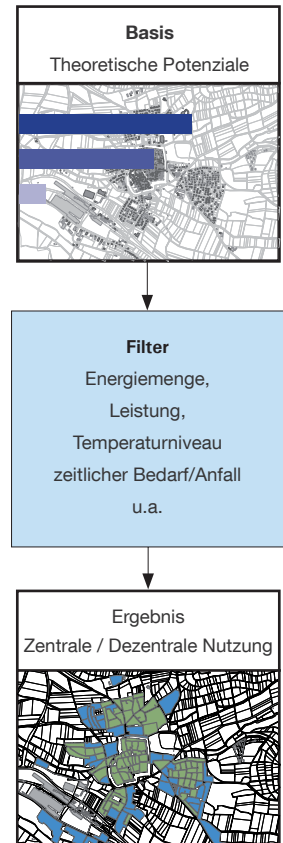 Basis
Theoretische Potenziale
Filter
Energiemenge,
Leistung,
Temperaturniveau
zeitlicher Bedarf/Anfall
u.a.
Ergebnis
Zentrale / Dezentrale Nutzung